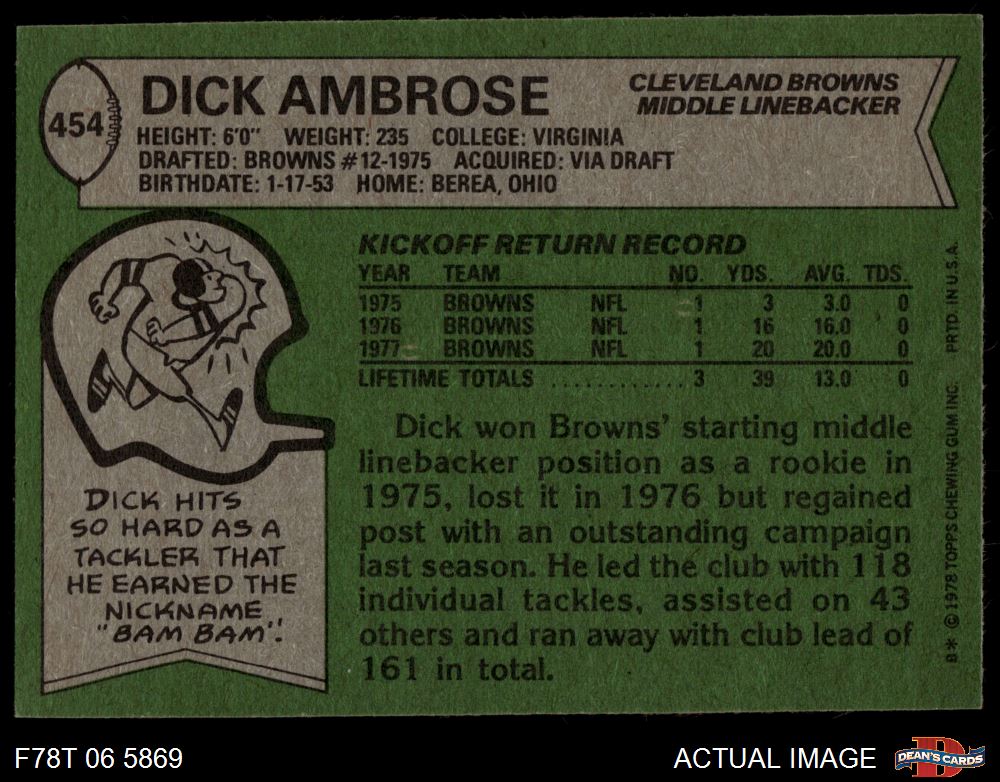 454
DICK AMBROSE
CLEVELAND BROWNS
MIDDLE LINEBACKER
HEIGHT: 6'0" WEIGHT: 235 COLLEGE: VIRGINIA
DRAFTED: BROWNS #12-1975 ACQUIRED: VIA DRAFT
BIRTHDATE: 1-17-53 HOME: BEREA, OHIO
KICKOFF RETURN RECORD
YEAR TEAM NO. YDS. AVG. TDS.
1975 BROWNS NFL 1 3 3.0 0
1976 BROWNS NFL 1 16 16.0 0
1977 BROWNS NFL 1 20 20.0 0
LIFETIME TOTALS ............ 3 39 13.0 0
Dick won Browns' starting middle
linebacker position as a rookie in
1975, lost it in 1976 but regained
post with an outstanding campaign
last season. He led the club with 118
individual tackles, assisted on 43
others and ran away with club lead of
161 in total.
DICK HITS
SO HARD AS A
TACKLER THAT
HE EARNED THE
NICKNAME
"BAM BAM".
B* © 1978 TOPPS CHEWING GUM INC. PRTD. IN U.S.A.
F78T 06 5869
ACTUAL IMAGE
D
DEAN'S CARDS